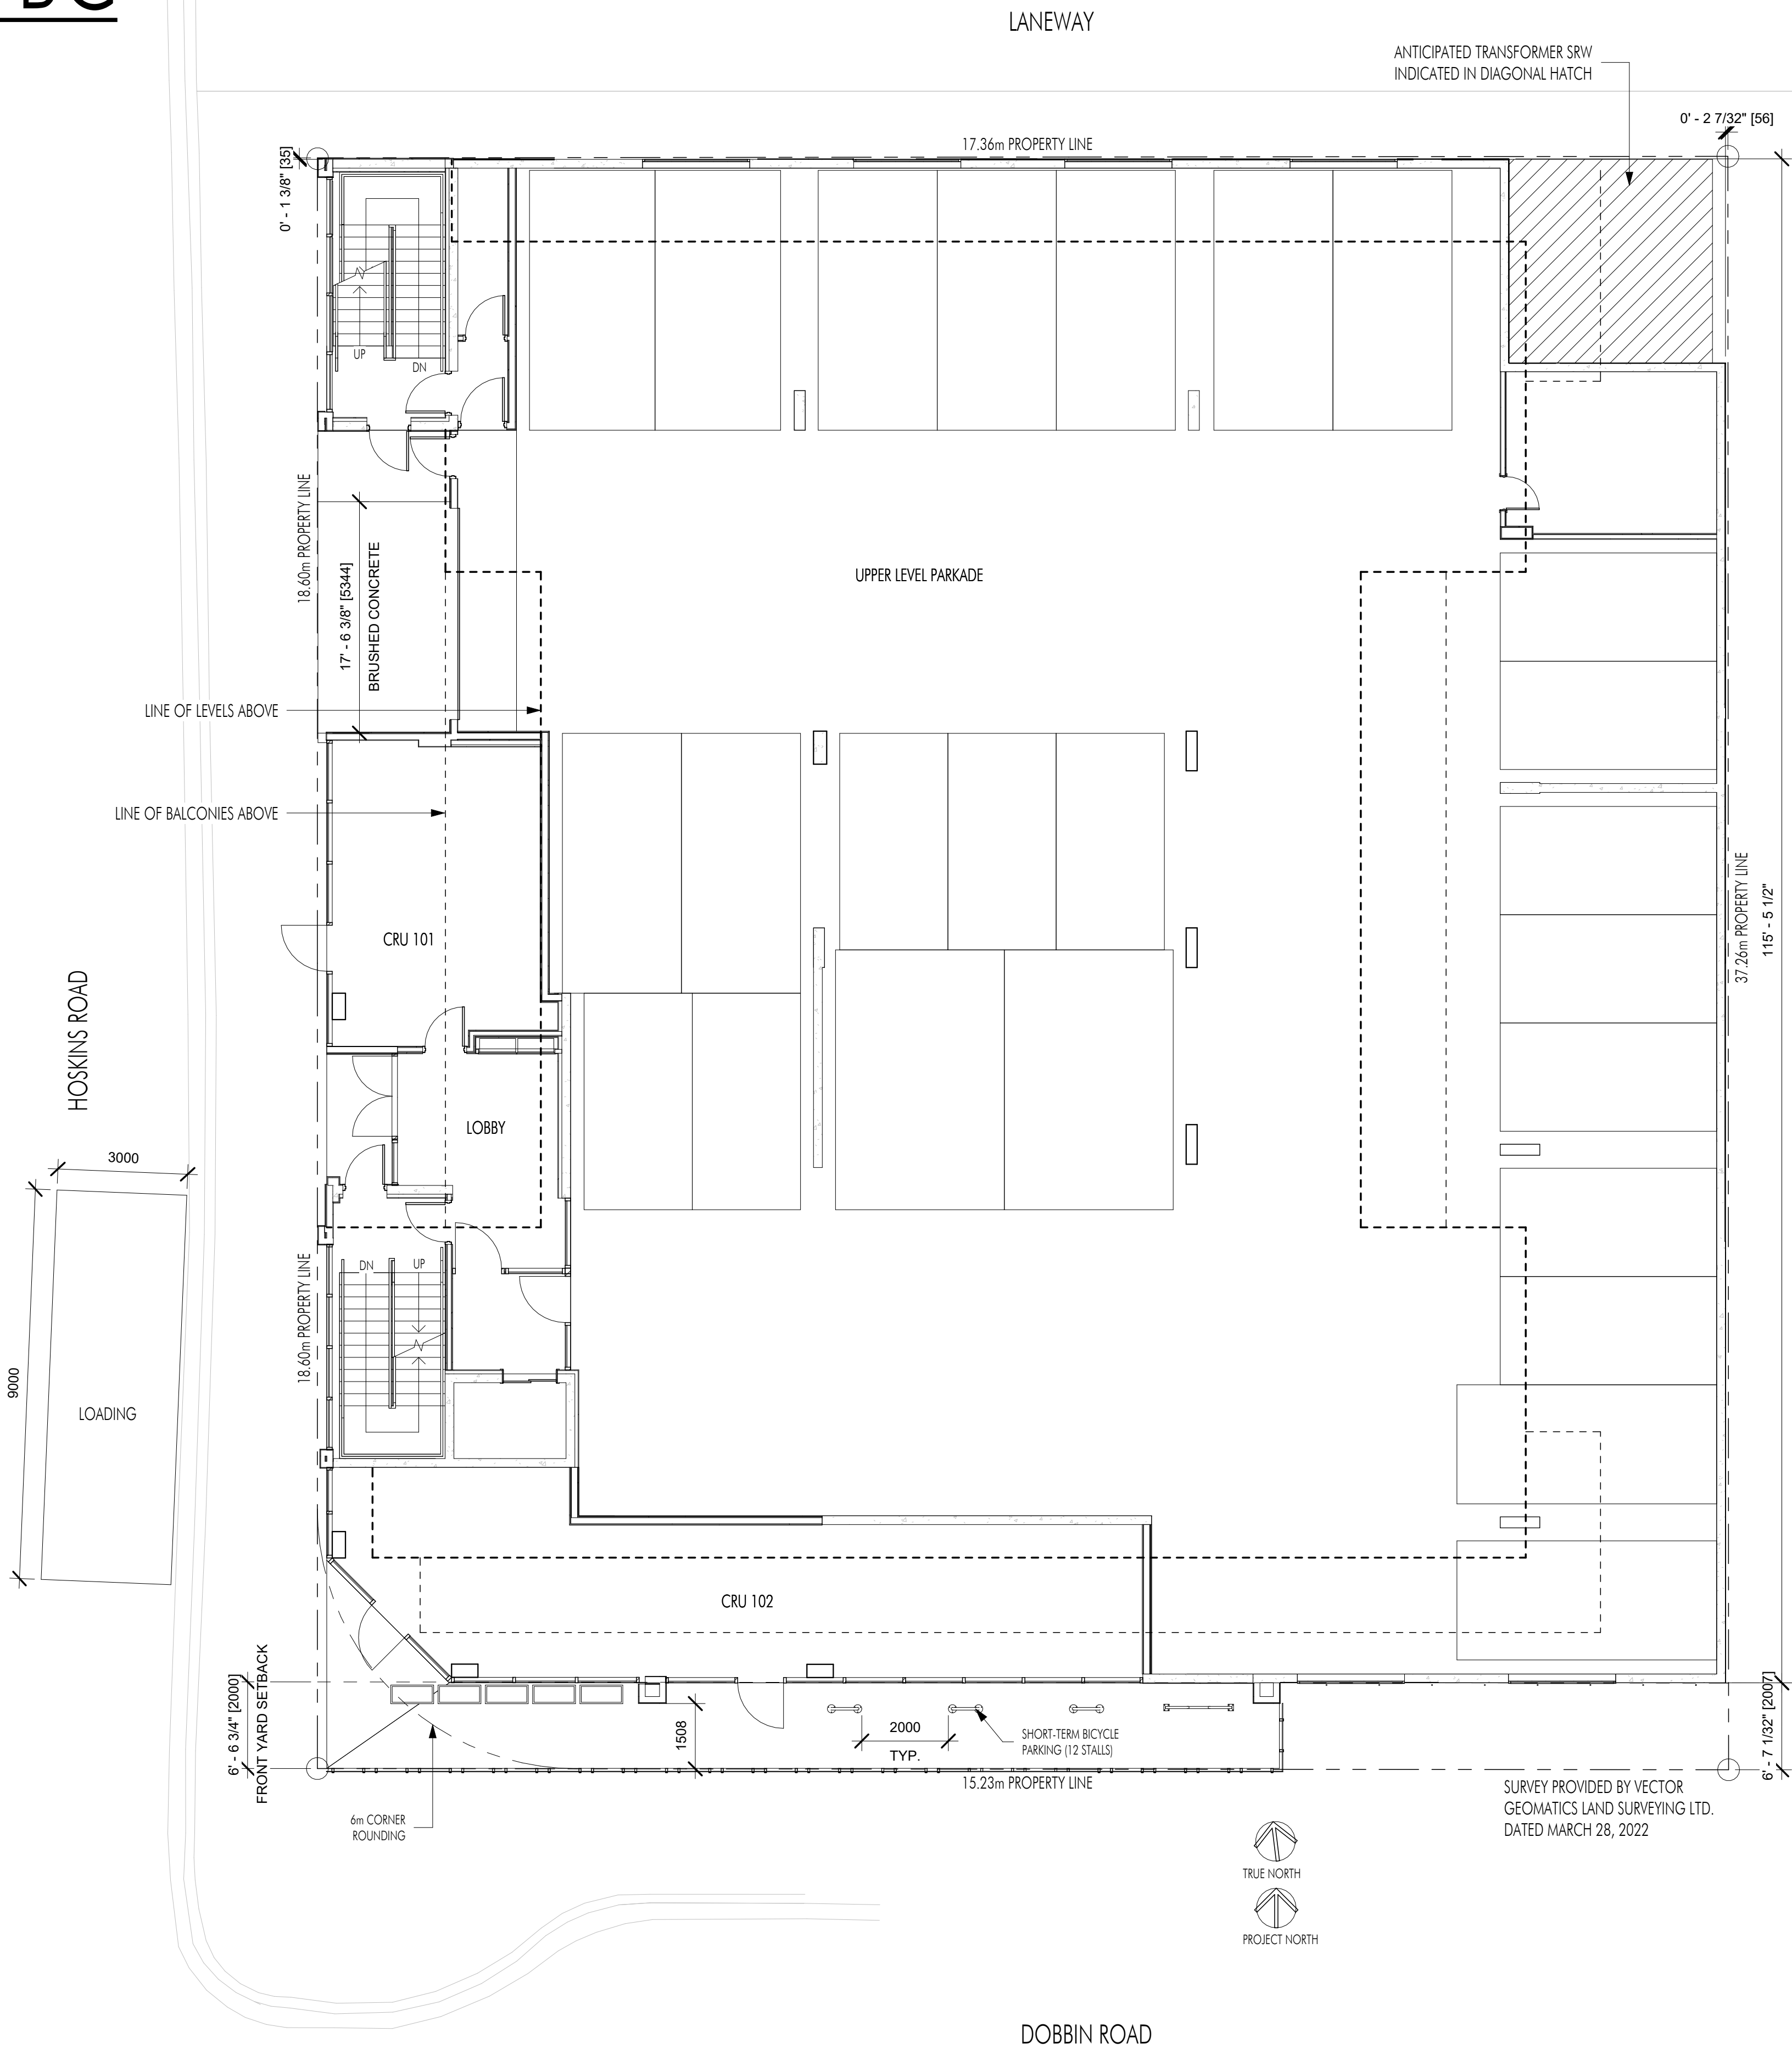 BC
LANEWAY
ANTICIPATED TRANSFORMER SRW
INDICATED IN DIAGONAL HATCH
0' - 2 7/32" [56]
0' - 1 3/8" [35]
17.36m PROPERTY LINE
UP
DN
18.60m PROPERTY LINE
17' - 6 3/8" [5344]
BRUSHED CONCRETE
UPPER LEVEL PARKADE
LINE OF LEVELS ABOVE
LINE OF BALCONIES ABOVE
CRU 101
37.26m PROPERTY LINE
115' - 5 1/2"
HOSKINS ROAD
LOBBY
3000
9000
LOADING
18.60m PROPERTY LINE
DN
UP
CRU 102
6' - 6 3/4" [2000]
FRONT YARD SETBACK
1508
2000
TYP.
SHORT-TERM BICYCLE
PARKING (12 STALLS)
6' - 7 1/32" [2007]
15.23m PROPERTY LINE
6m CORNER
ROUNDING
SURVEY PROVIDED BY VECTOR
GEOMATICS LAND SURVEYING LTD.
DATED MARCH 28, 2022
TRUE NORTH
PROJECT NORTH
DOBBIN ROAD